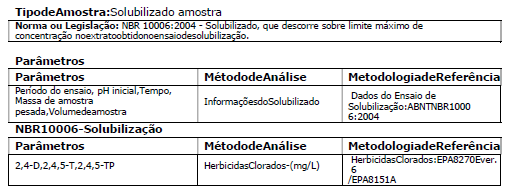 TipodeAmostra:Solubilizado amostra
Norma ou Legislação: NBR 10006:2004 - Solubilizado, que descorre sobre limite máximo de
concentração noextratoobtidonoensaiodesolubilização.
Parâmetros
Parâmetros MétododeAnálise MetodologiadeReferência
Período do ensaio, pH inicial,Tempo,
Massa de amostra
pesada,Volumedeamostra
InformaçõesdoSolubilizado
Dados do Ensaio de
Solubilização:ABNTNBR1000
6:2004
NBR10006-Solubilização
Parâmetros MétododeAnálise MetodologiadeReferência
2,4-D,2,4,5-T,2,4,5-TP
HerbicidasClorados-(mg/L)
HerbicidasClorados:EPA8270Ever.
6
/EPA8151A